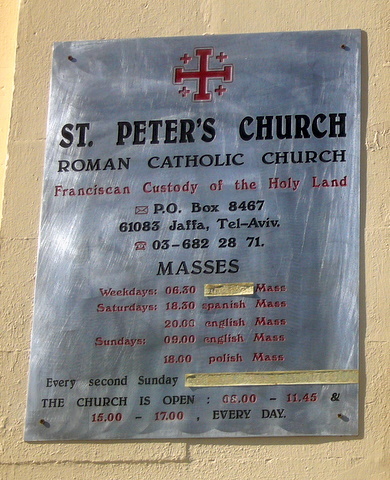 ST. PETER'S CHURCH
ROMAN CATHOLIC CHURCH
Franciscan Custody of the Holy Land
P.O. Box 8467
61083 Jaffa, Tel-Aviv.
03-682 28 71.
MASSES
Weekdays: 06.30 Mass
Saturdays: 18.30 spanish Mass
20.00 english Mass
Sundays: 09.00 english Mass
18.00 polish Mass
Every second Sunday
THE CHURCH IS OPEN : 08.00 - 11.45 &
15.00 - 17.00 , EVERY DAY.